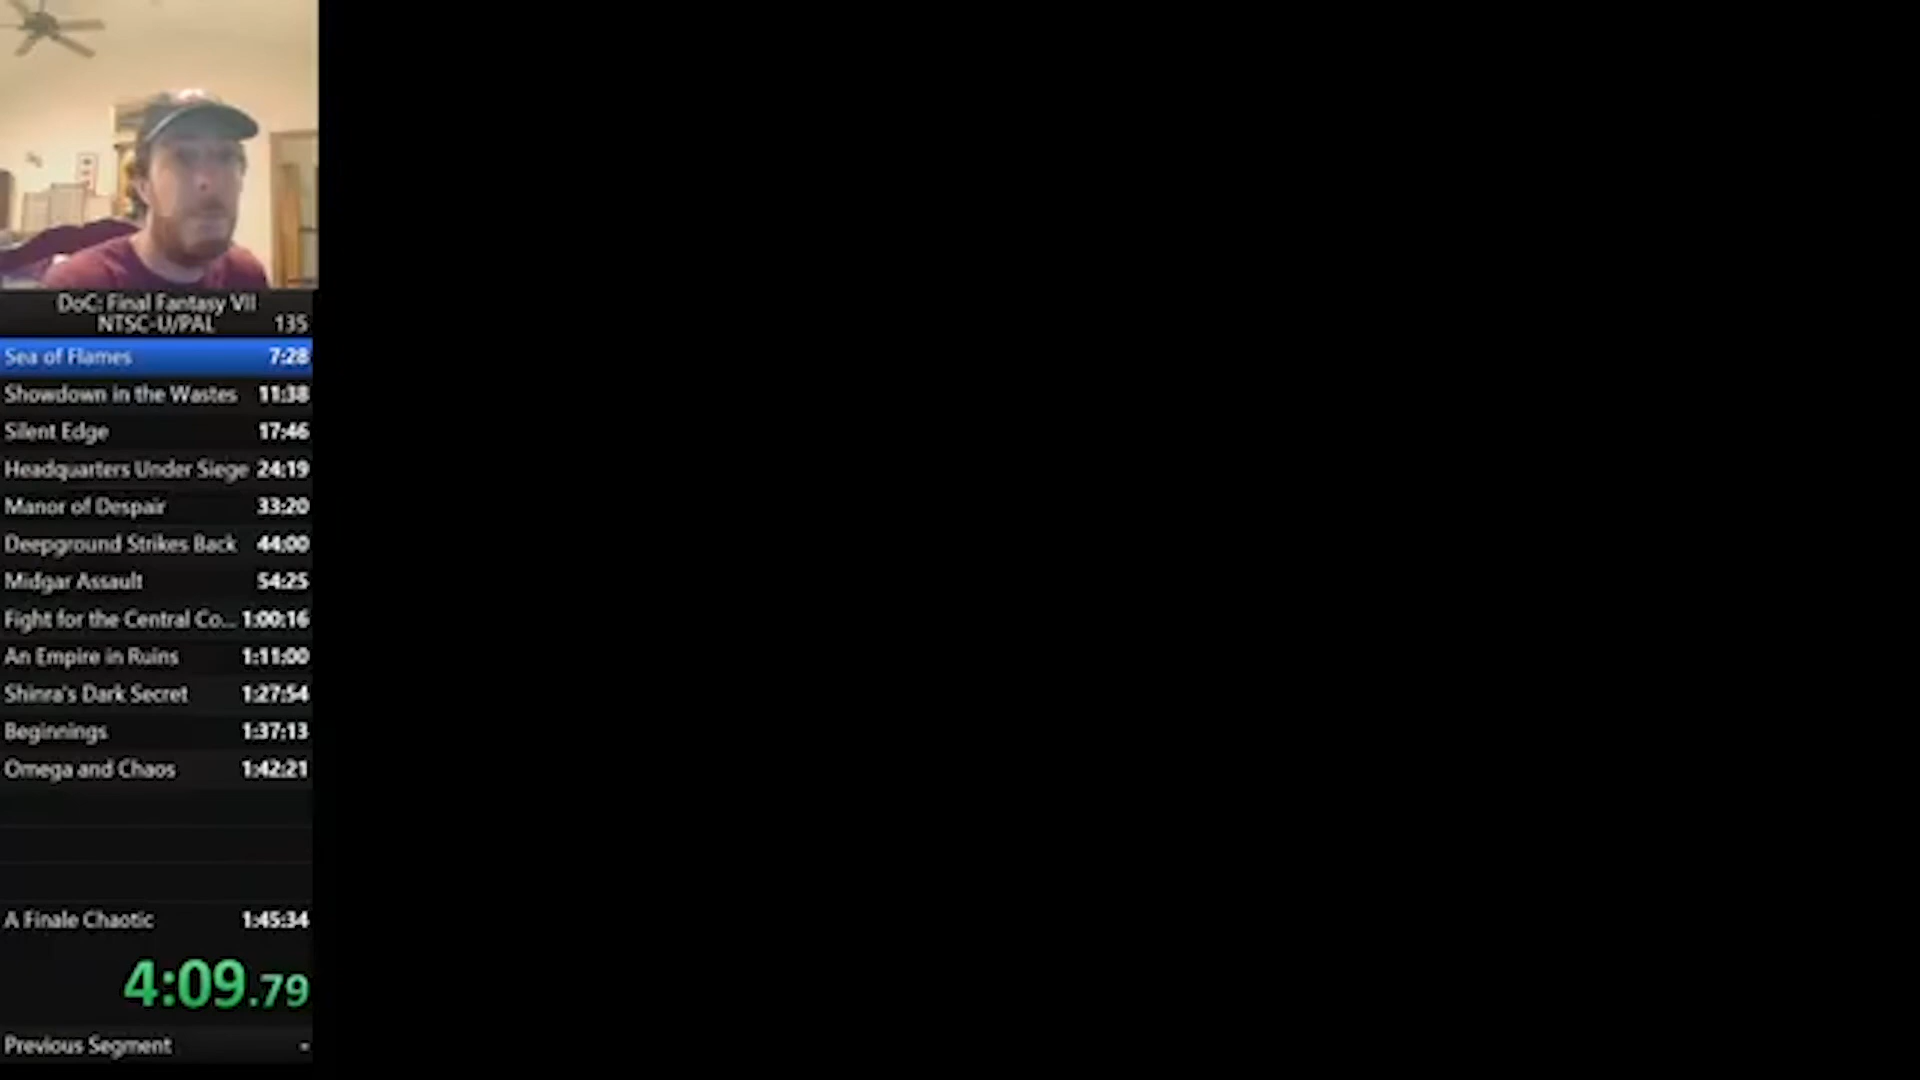 DoC: Final Fantasy VII
NTSC-U/PAL 135
Sea of Flames 7:28
Showdown in the Wastes 11:38
Silent Edge 17:46
Headquarters Under Siege 24:19
Manor of Despair 33:20
Deepground Strikes Back 44:00
Midgar Assault 54:25
Fight for the Central Co... 1:00:16
An Empire in Ruins 1:11:00
Shinra's Dark Secret 1:27:54
Beginnings 1:37:13
Omega and Chaos 1:42:21
A Finale Chaotic 1:45:34
4:09.79
Previous Segment -